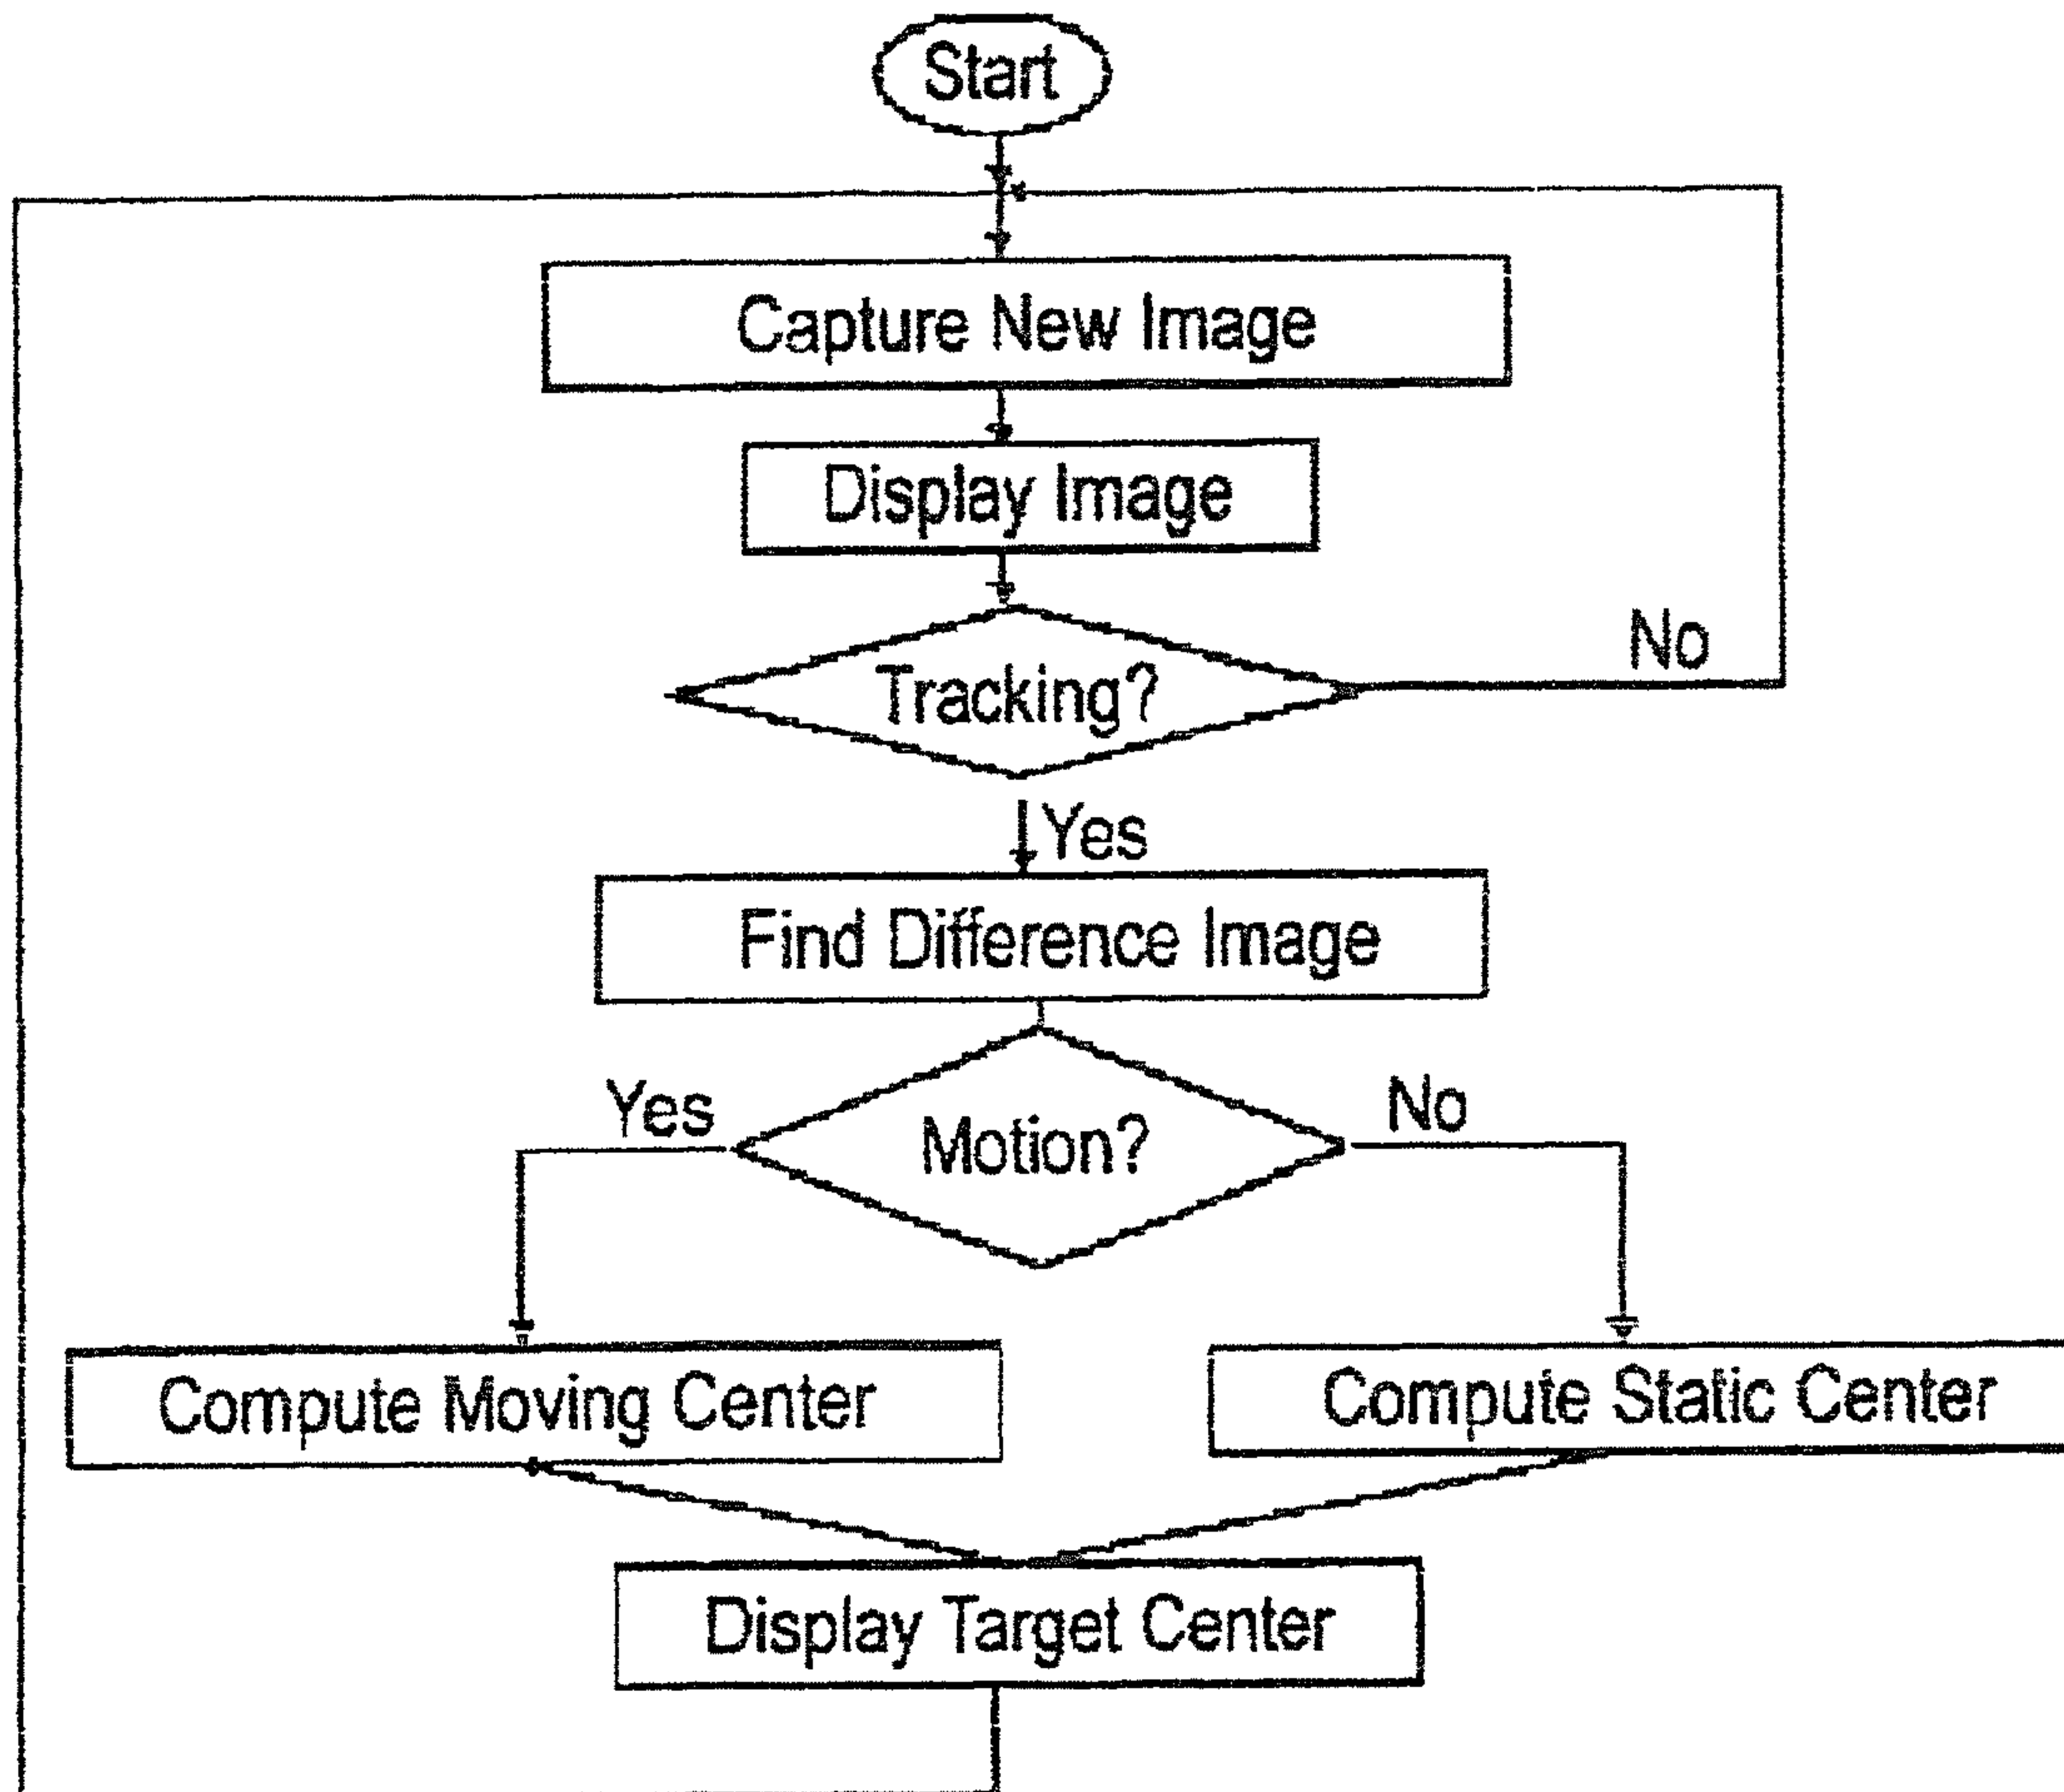 Start
Capture New Image
Display Image
Tracking?
No
Yes
Find Difference Image
Yes
Motion?
No
Compute Moving Center
Compute Static Center
Display Target Center